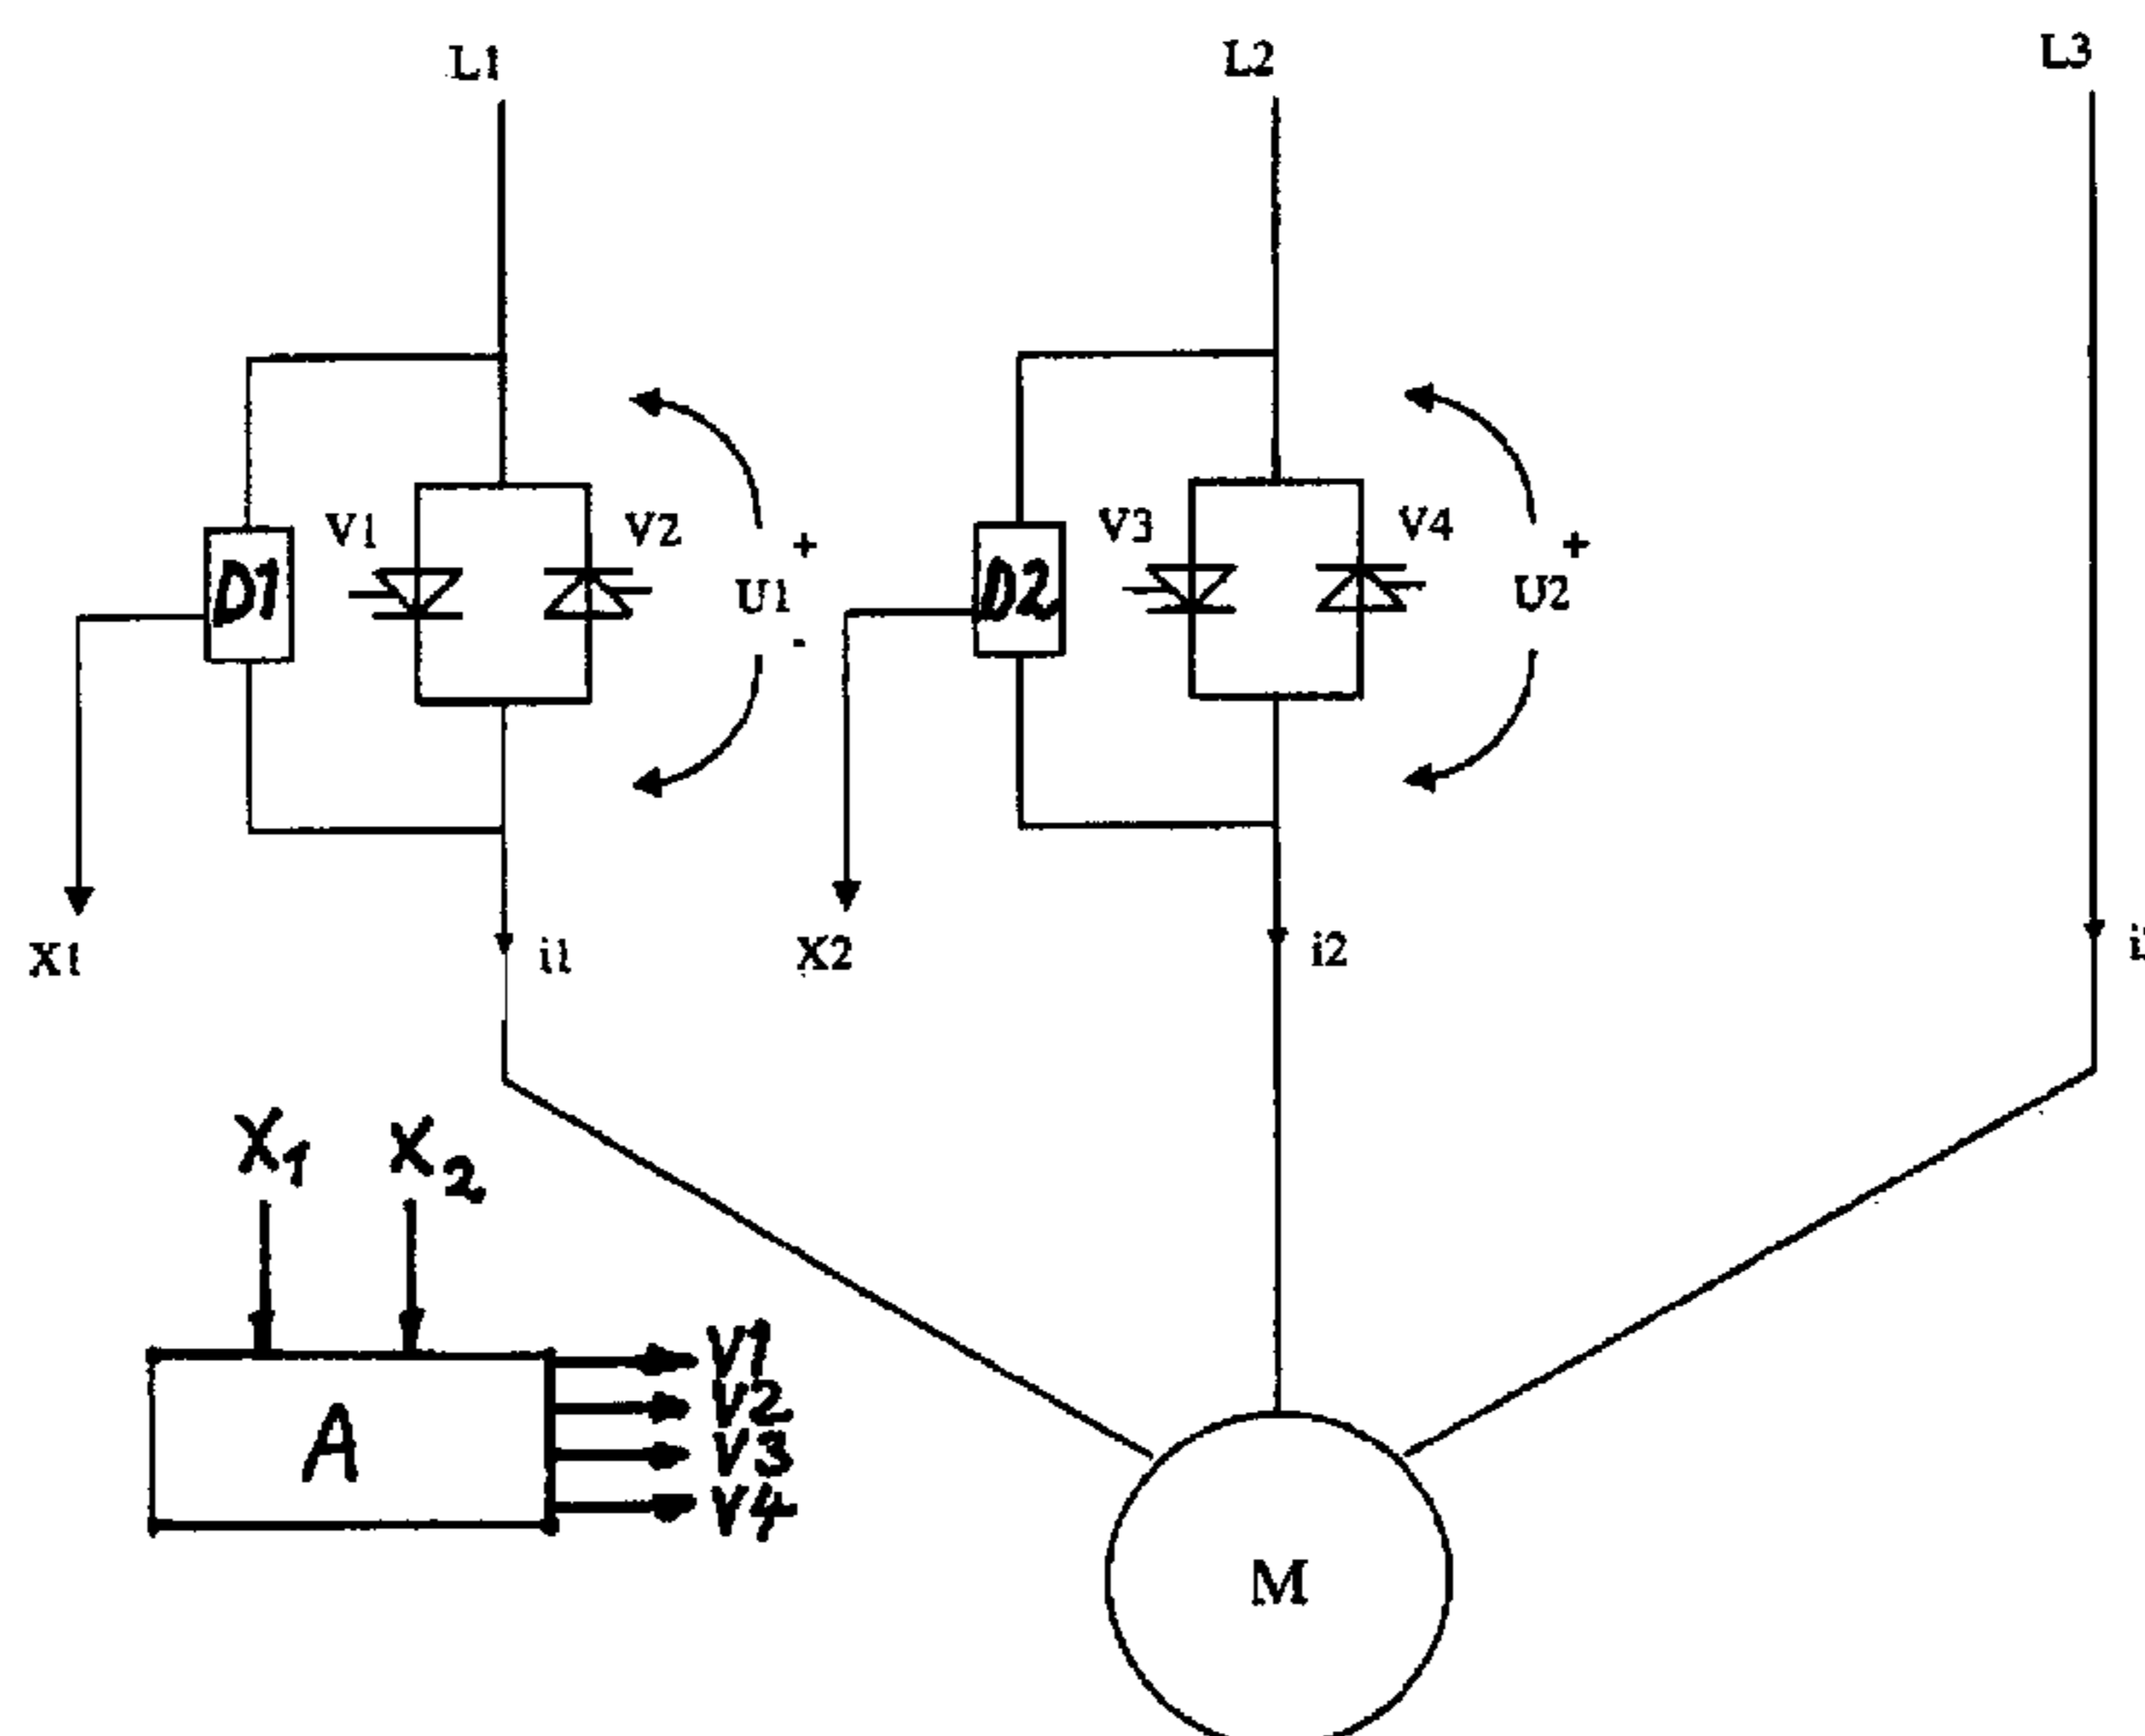 L1 L2 L3
V1 V2 V3 V4
+ +
D1 U1 D2 U2
-
X1 i1 X2 i2
X1 X2
V1
V2
V3
V4
A
M